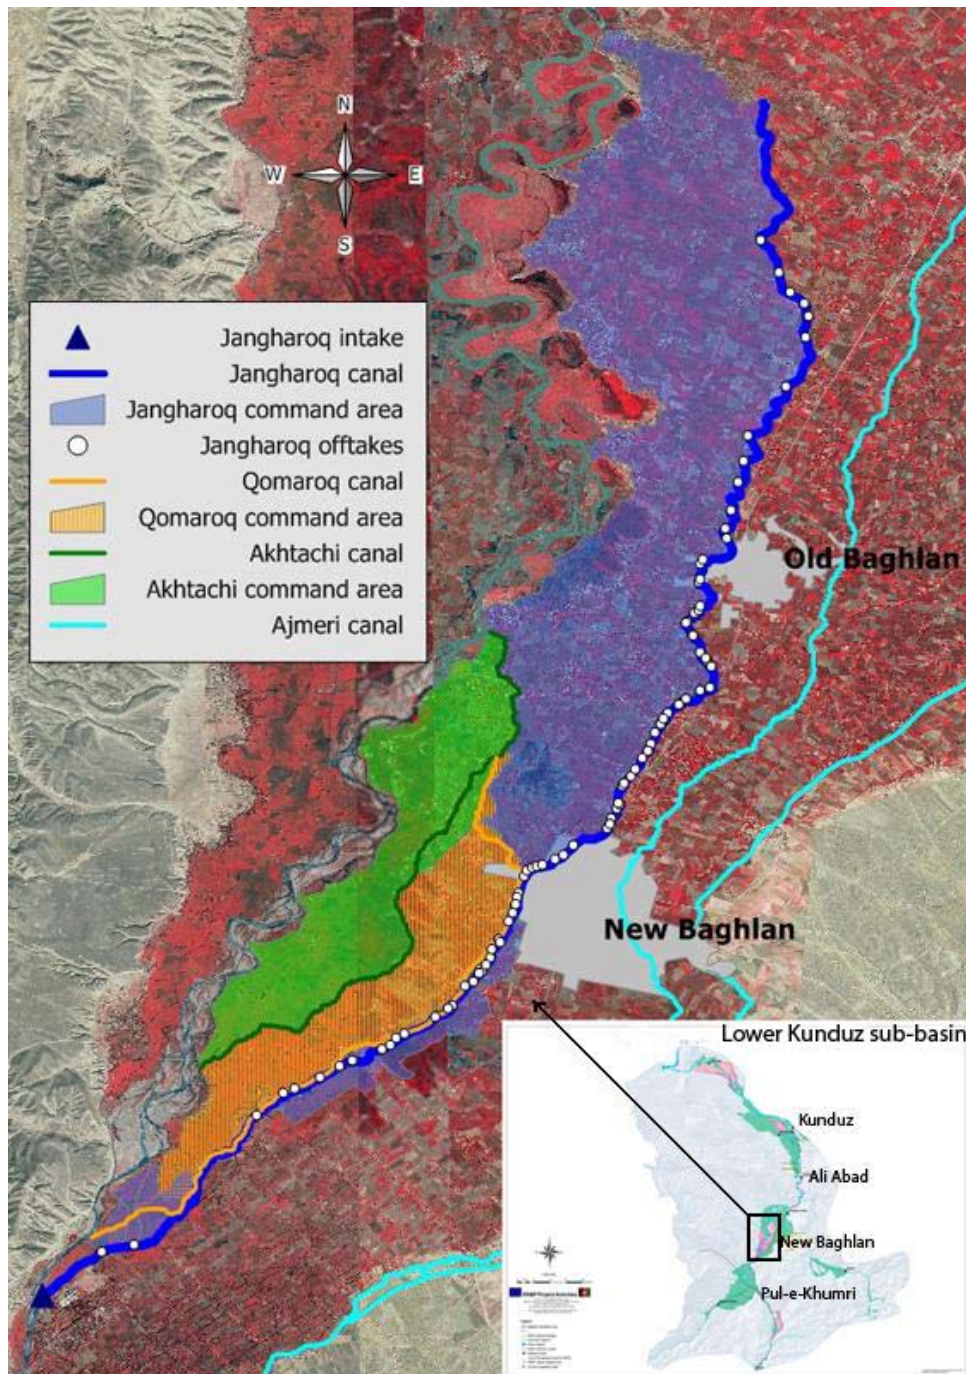 N
W E
S
Jangharoq intake
Jangharoq canal
Jangharoq command area
Jangharoq offtakes
Qomaroq canal
Qomaroq command area
Akhtachi canal
Akhtachi command area
Ajmeri canal
Old Baghlan
New Baghlan
Lower Kunduz sub-basin
Kunduz
Ali Abad
New Baghlan
Pul-e-Khumri